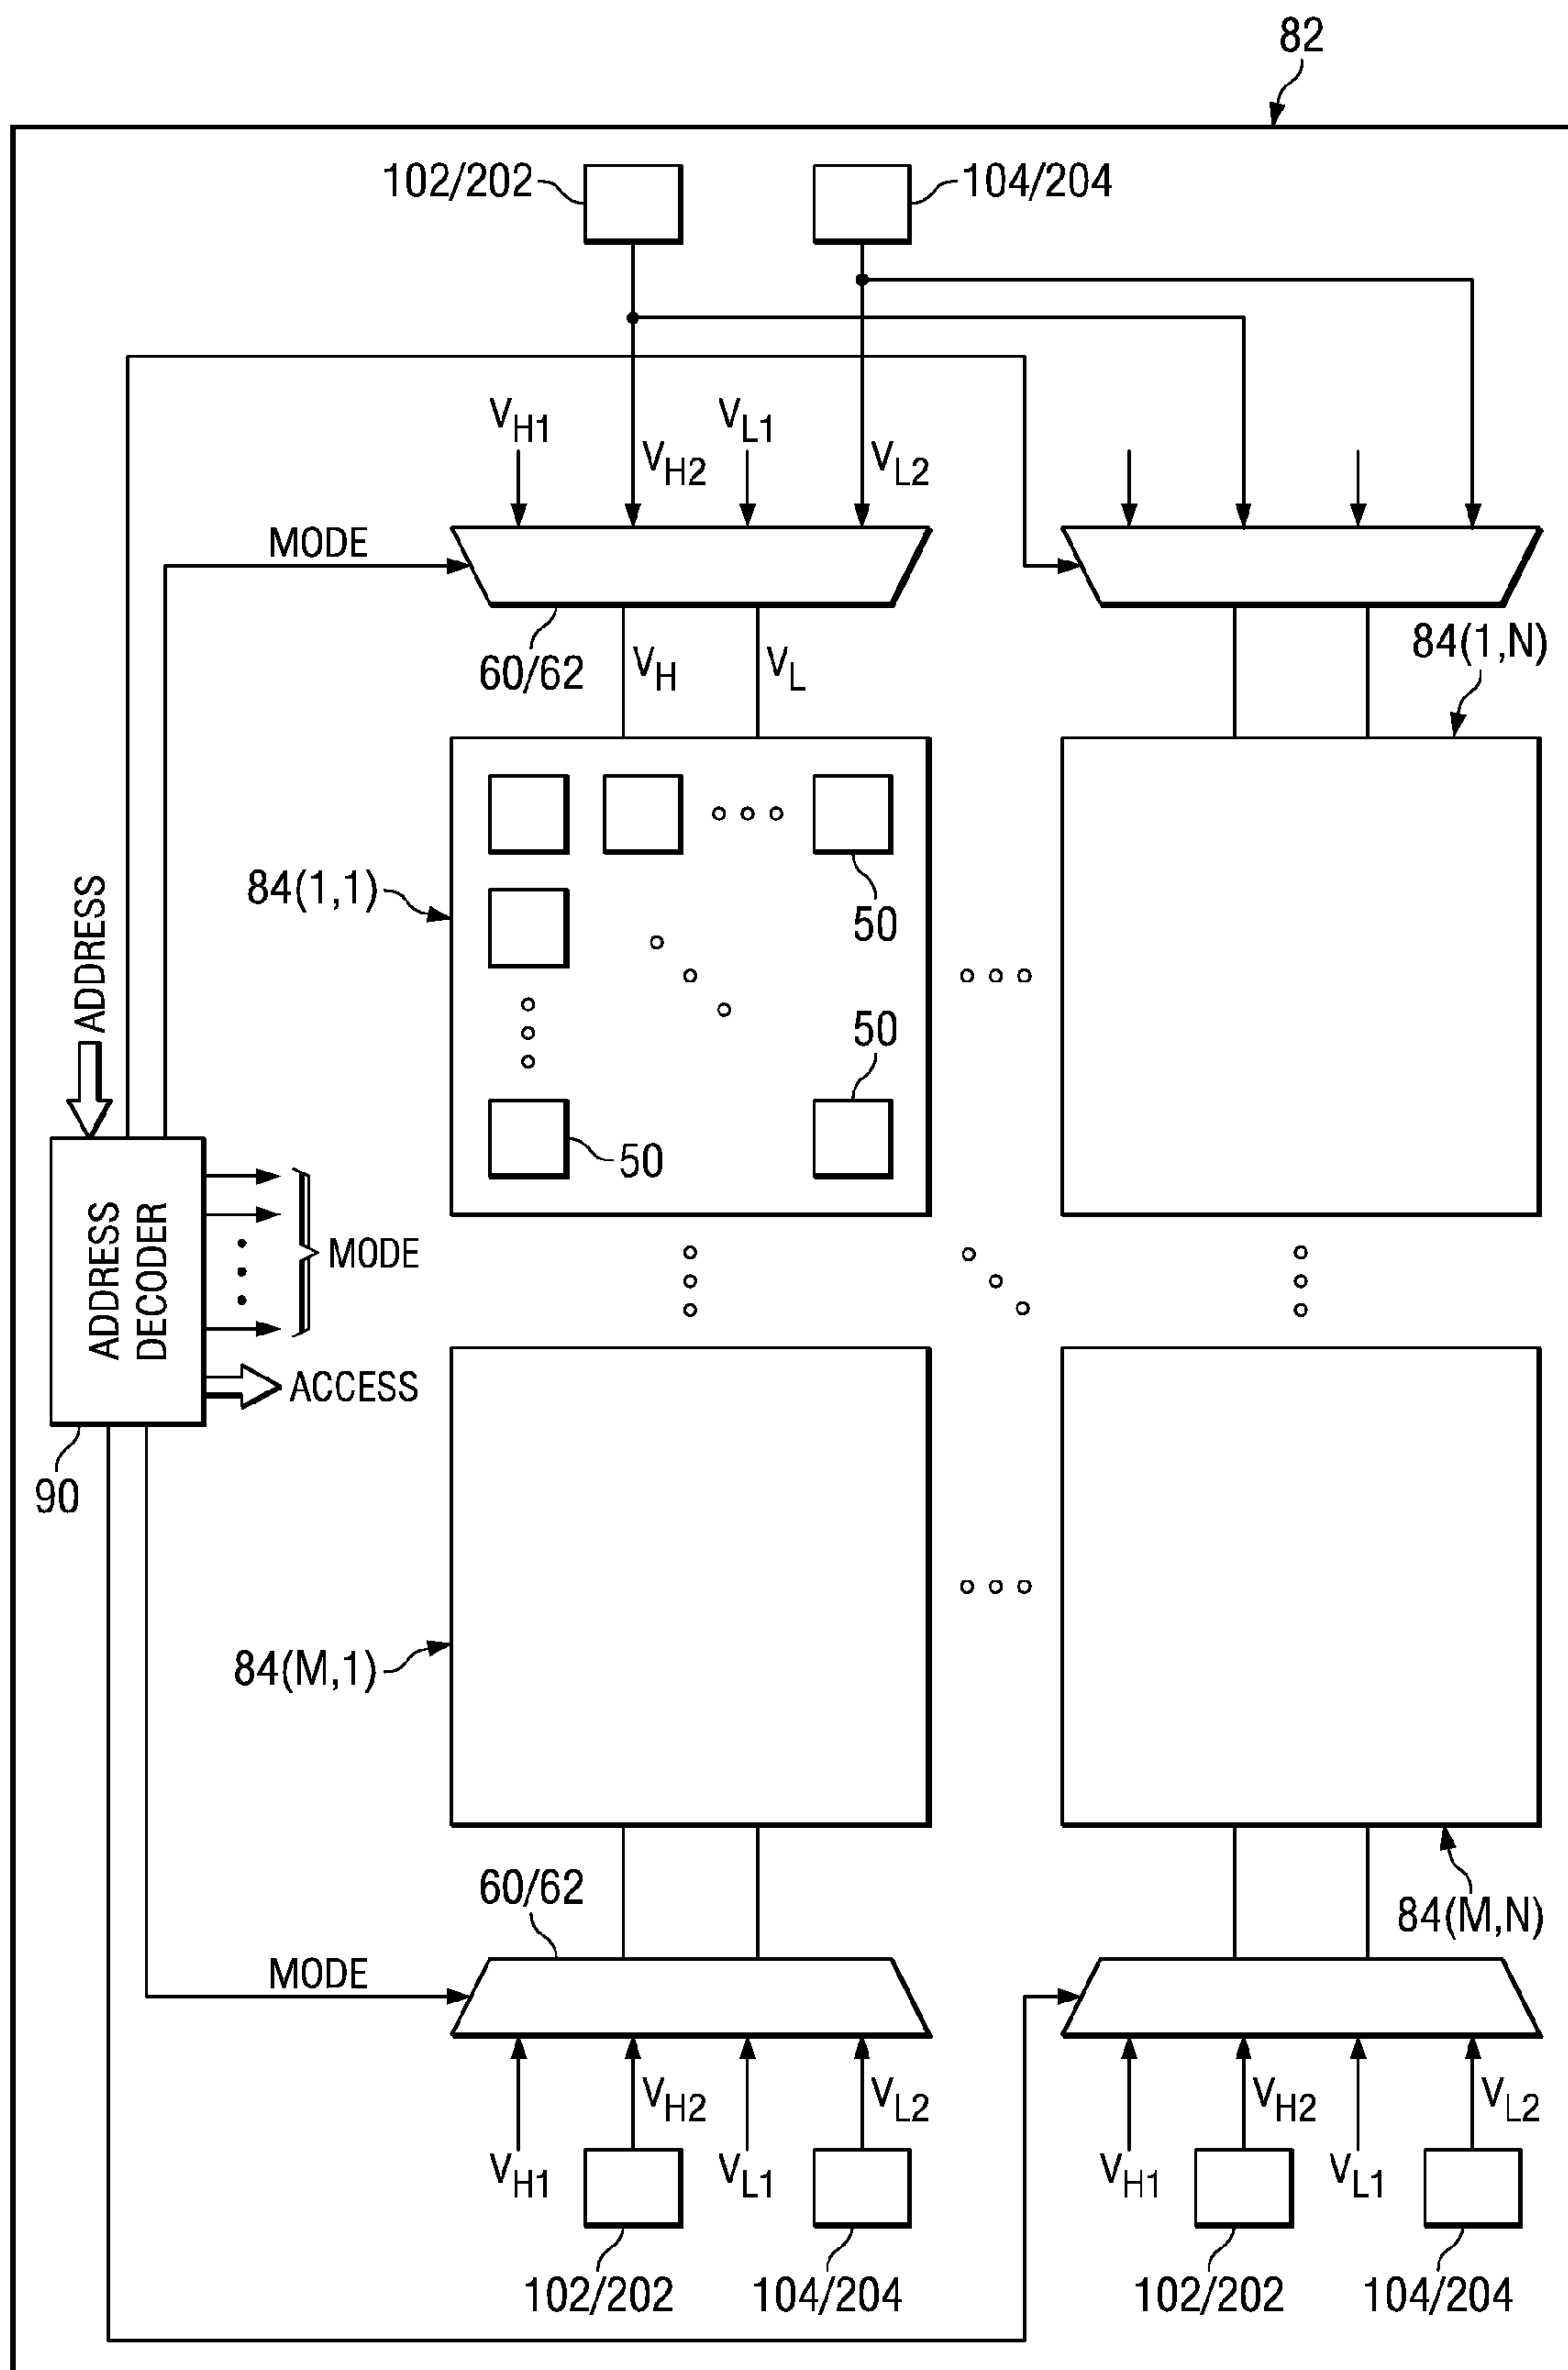 82
102/202
104/204
VH1
VH2
VL1
VL2
MODE
60/62
VH
VL
84(1,N)
84(1,1)
50
50
50
ADDRESS
ADDRESS
DECODER
MODE
ACCESS
90
84(M,1)
60/62
84(M,N)
MODE
VH2
VL2
VH2
VL2
VH1
VL1
VH1
VL1
102/202
104/204
102/202
104/204